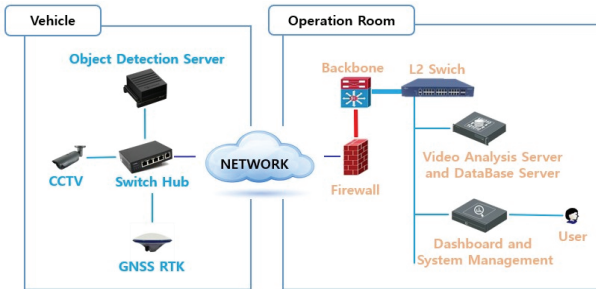 Vehicle
Object Detection Server
CCTV
Switch Hub
GNSS RTK
NETWORK
Operation Room
Backbone
L2 Swich
Firewall
Video Analysis Server
and DataBase Server
Dashboard and
System Management
User